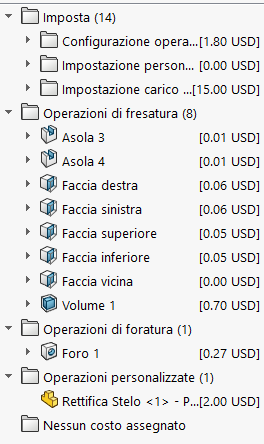 Imposta (14)
Configurazione opera...[1.80 USD]
Impostazione person...[0.00 USD]
Impostazione carico ...[15.00 USD]
Operazioni di fresatura (8)
Asola 3 [0.01 USD]
Asola 4 [0.01 USD]
Faccia destra [0.06 USD]
Faccia sinistra [0.06 USD]
Faccia superiore [0.05 USD]
Faccia inferiore [0.05 USD]
Faccia vicina [0.00 USD]
Volume 1 [0.70 USD]
Operazioni di foratura (1)
Foro 1 [0.27 USD]
Operazioni personalizzate (1)
Rettifica Stelo <1> - P...[2.00 USD]
Nessun costo assegnato